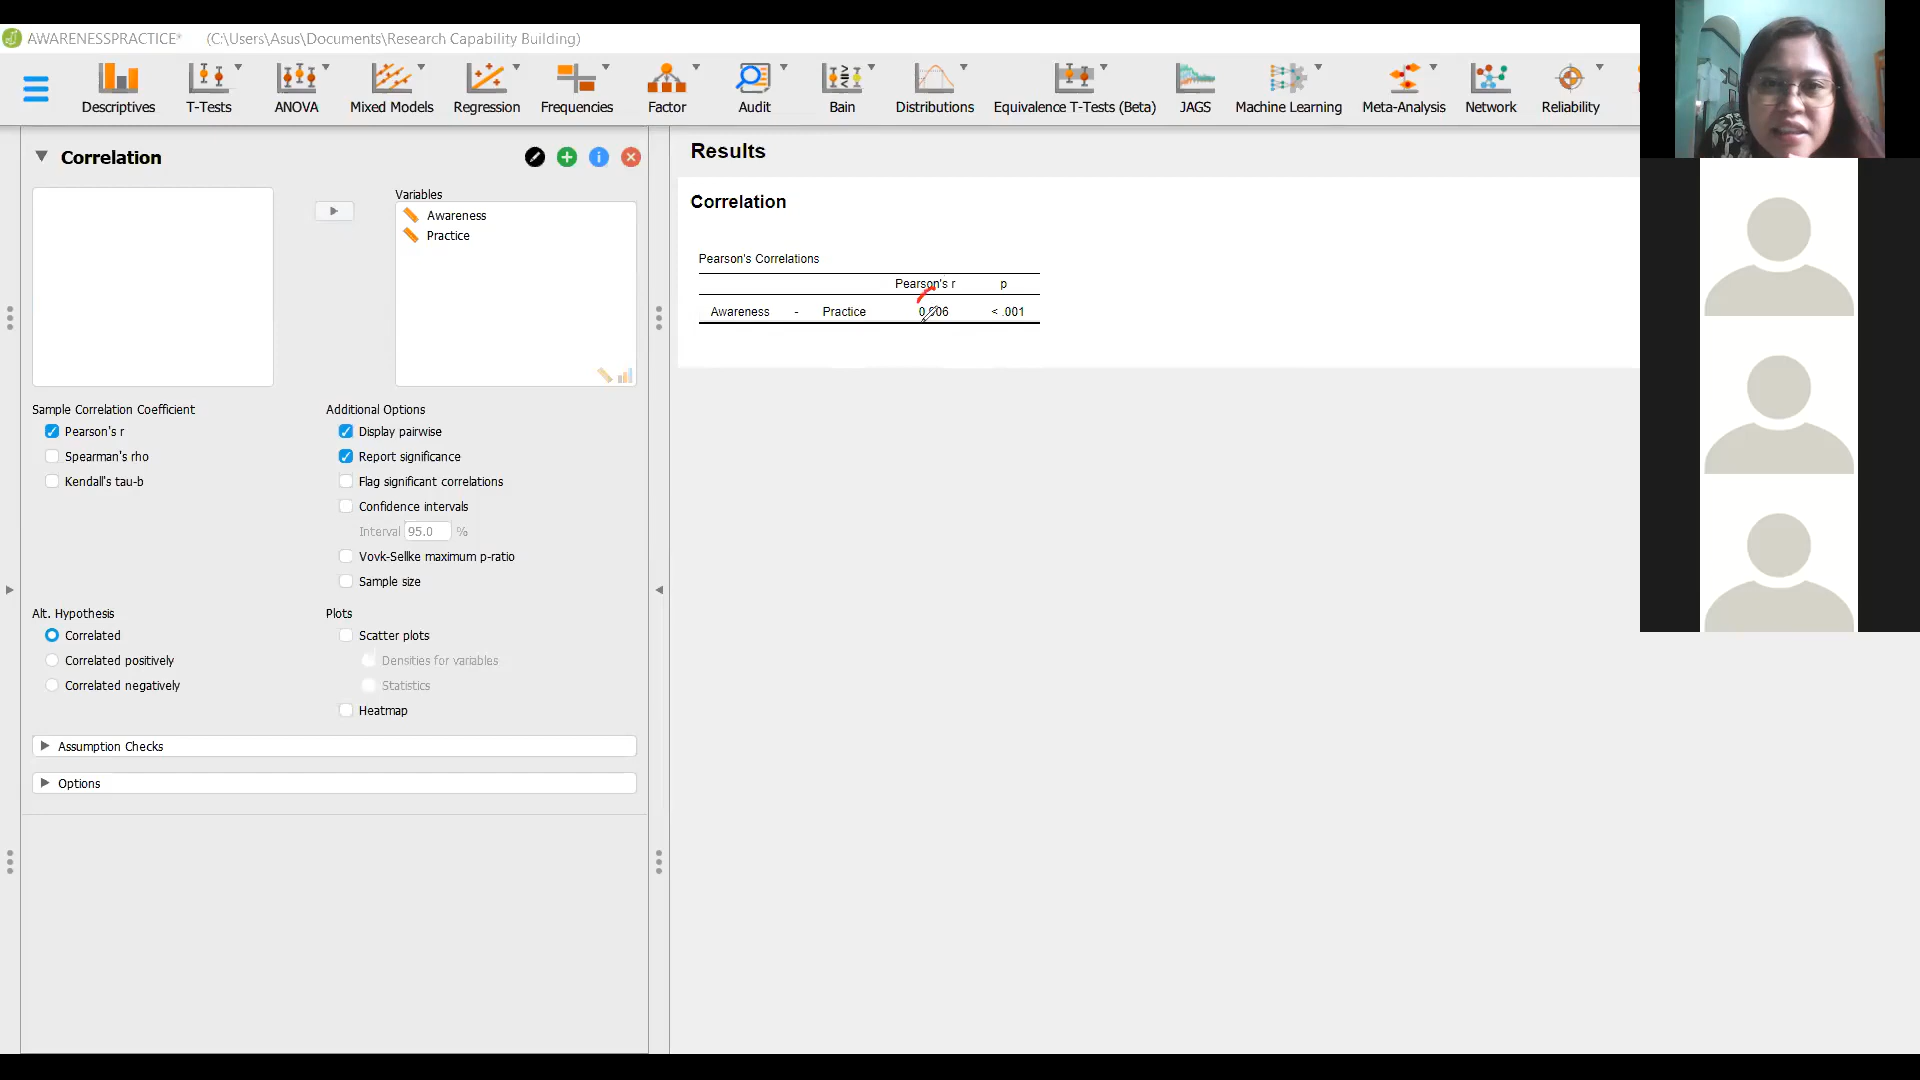 AWARENESSPRACTICE* (C:\Users\Asus\Documents\Research Capability Building)
Descriptives T-Tests ANOVA Mixed Models Regression Frequencies Factor Audit Bain Distributions Equivalence T-Tests (Beta) JAGS Machine Learning Meta-Analysis Network Reliability
Correlation
Variables
Awareness
Practice
Sample Correlation Coefficient
Pearson's r
Spearman's rho
Kendall's tau-b
Additional Options
Display pairwise
Report significance
Flag significant correlations
Confidence intervals
Interval 95.0 %
Vovk-Sellke maximum p-ratio
Sample size
Alt. Hypothesis
Correlated
Correlated positively
Correlated negatively
Plots
Scatter plots
Densities for variables
Statistics
Heatmap
Assumption Checks
Options
Results
Correlation
Pearson's Correlations
Pearson's r p
Awareness - Practice < .001